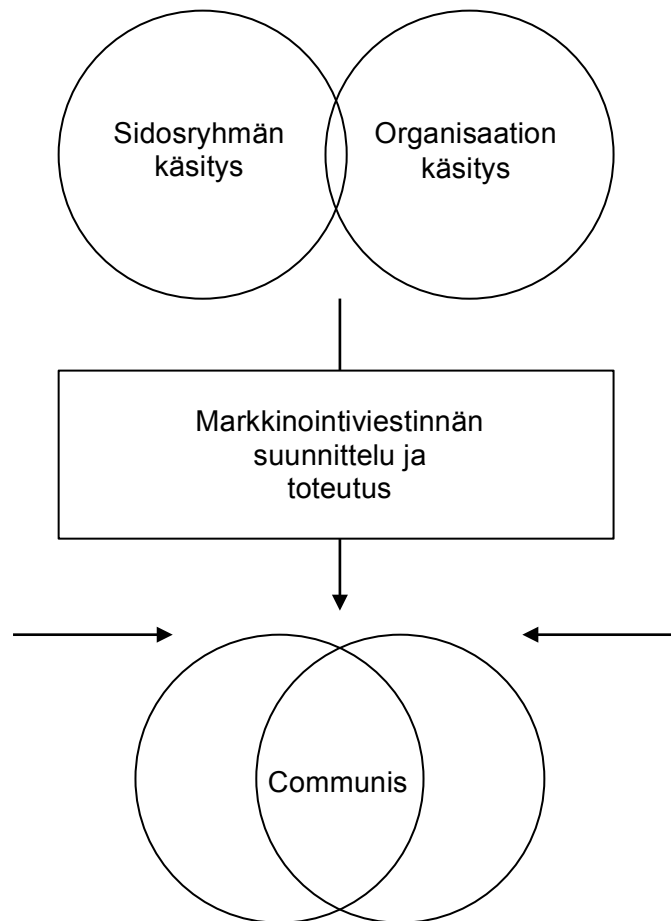 Sidosryhmän
käsitys
Organisaation
käsitys
Markkinointiviestinnän
suunnittelu ja
toteutus
Communis